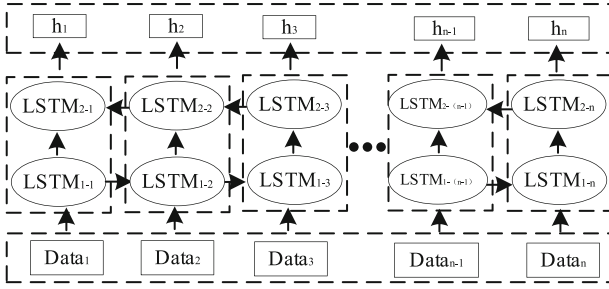 h₁ h₂ h₃ hₙ₋₁ hₙ
LSTM₂₋₁ LSTM₂₋₂ LSTM₂₋₃ LSTM₂₋₍ₙ₋₁₎ LSTM₂₋ₙ
LSTM₁₋₁ LSTM₁₋₂ LSTM₁₋₃ LSTM₁₋₍ₙ₋₁₎ LSTM₁₋ₙ
Data₁ Data₂ Data₃ Dataₙ₋₁ Dataₙ